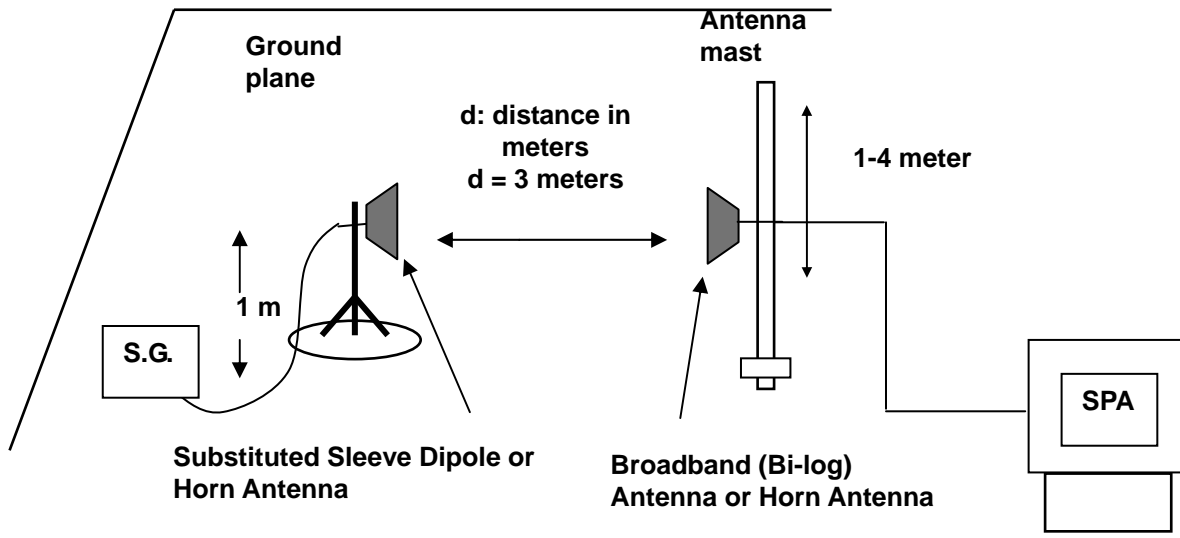 Ground
plane
Antenna
mast
d: distance in
meters
d = 3 meters
1-4 meter
1 m
S.G.
SPA
Substituted Sleeve Dipole or
Horn Antenna
Broadband (Bi-log)
Antenna or Horn Antenna